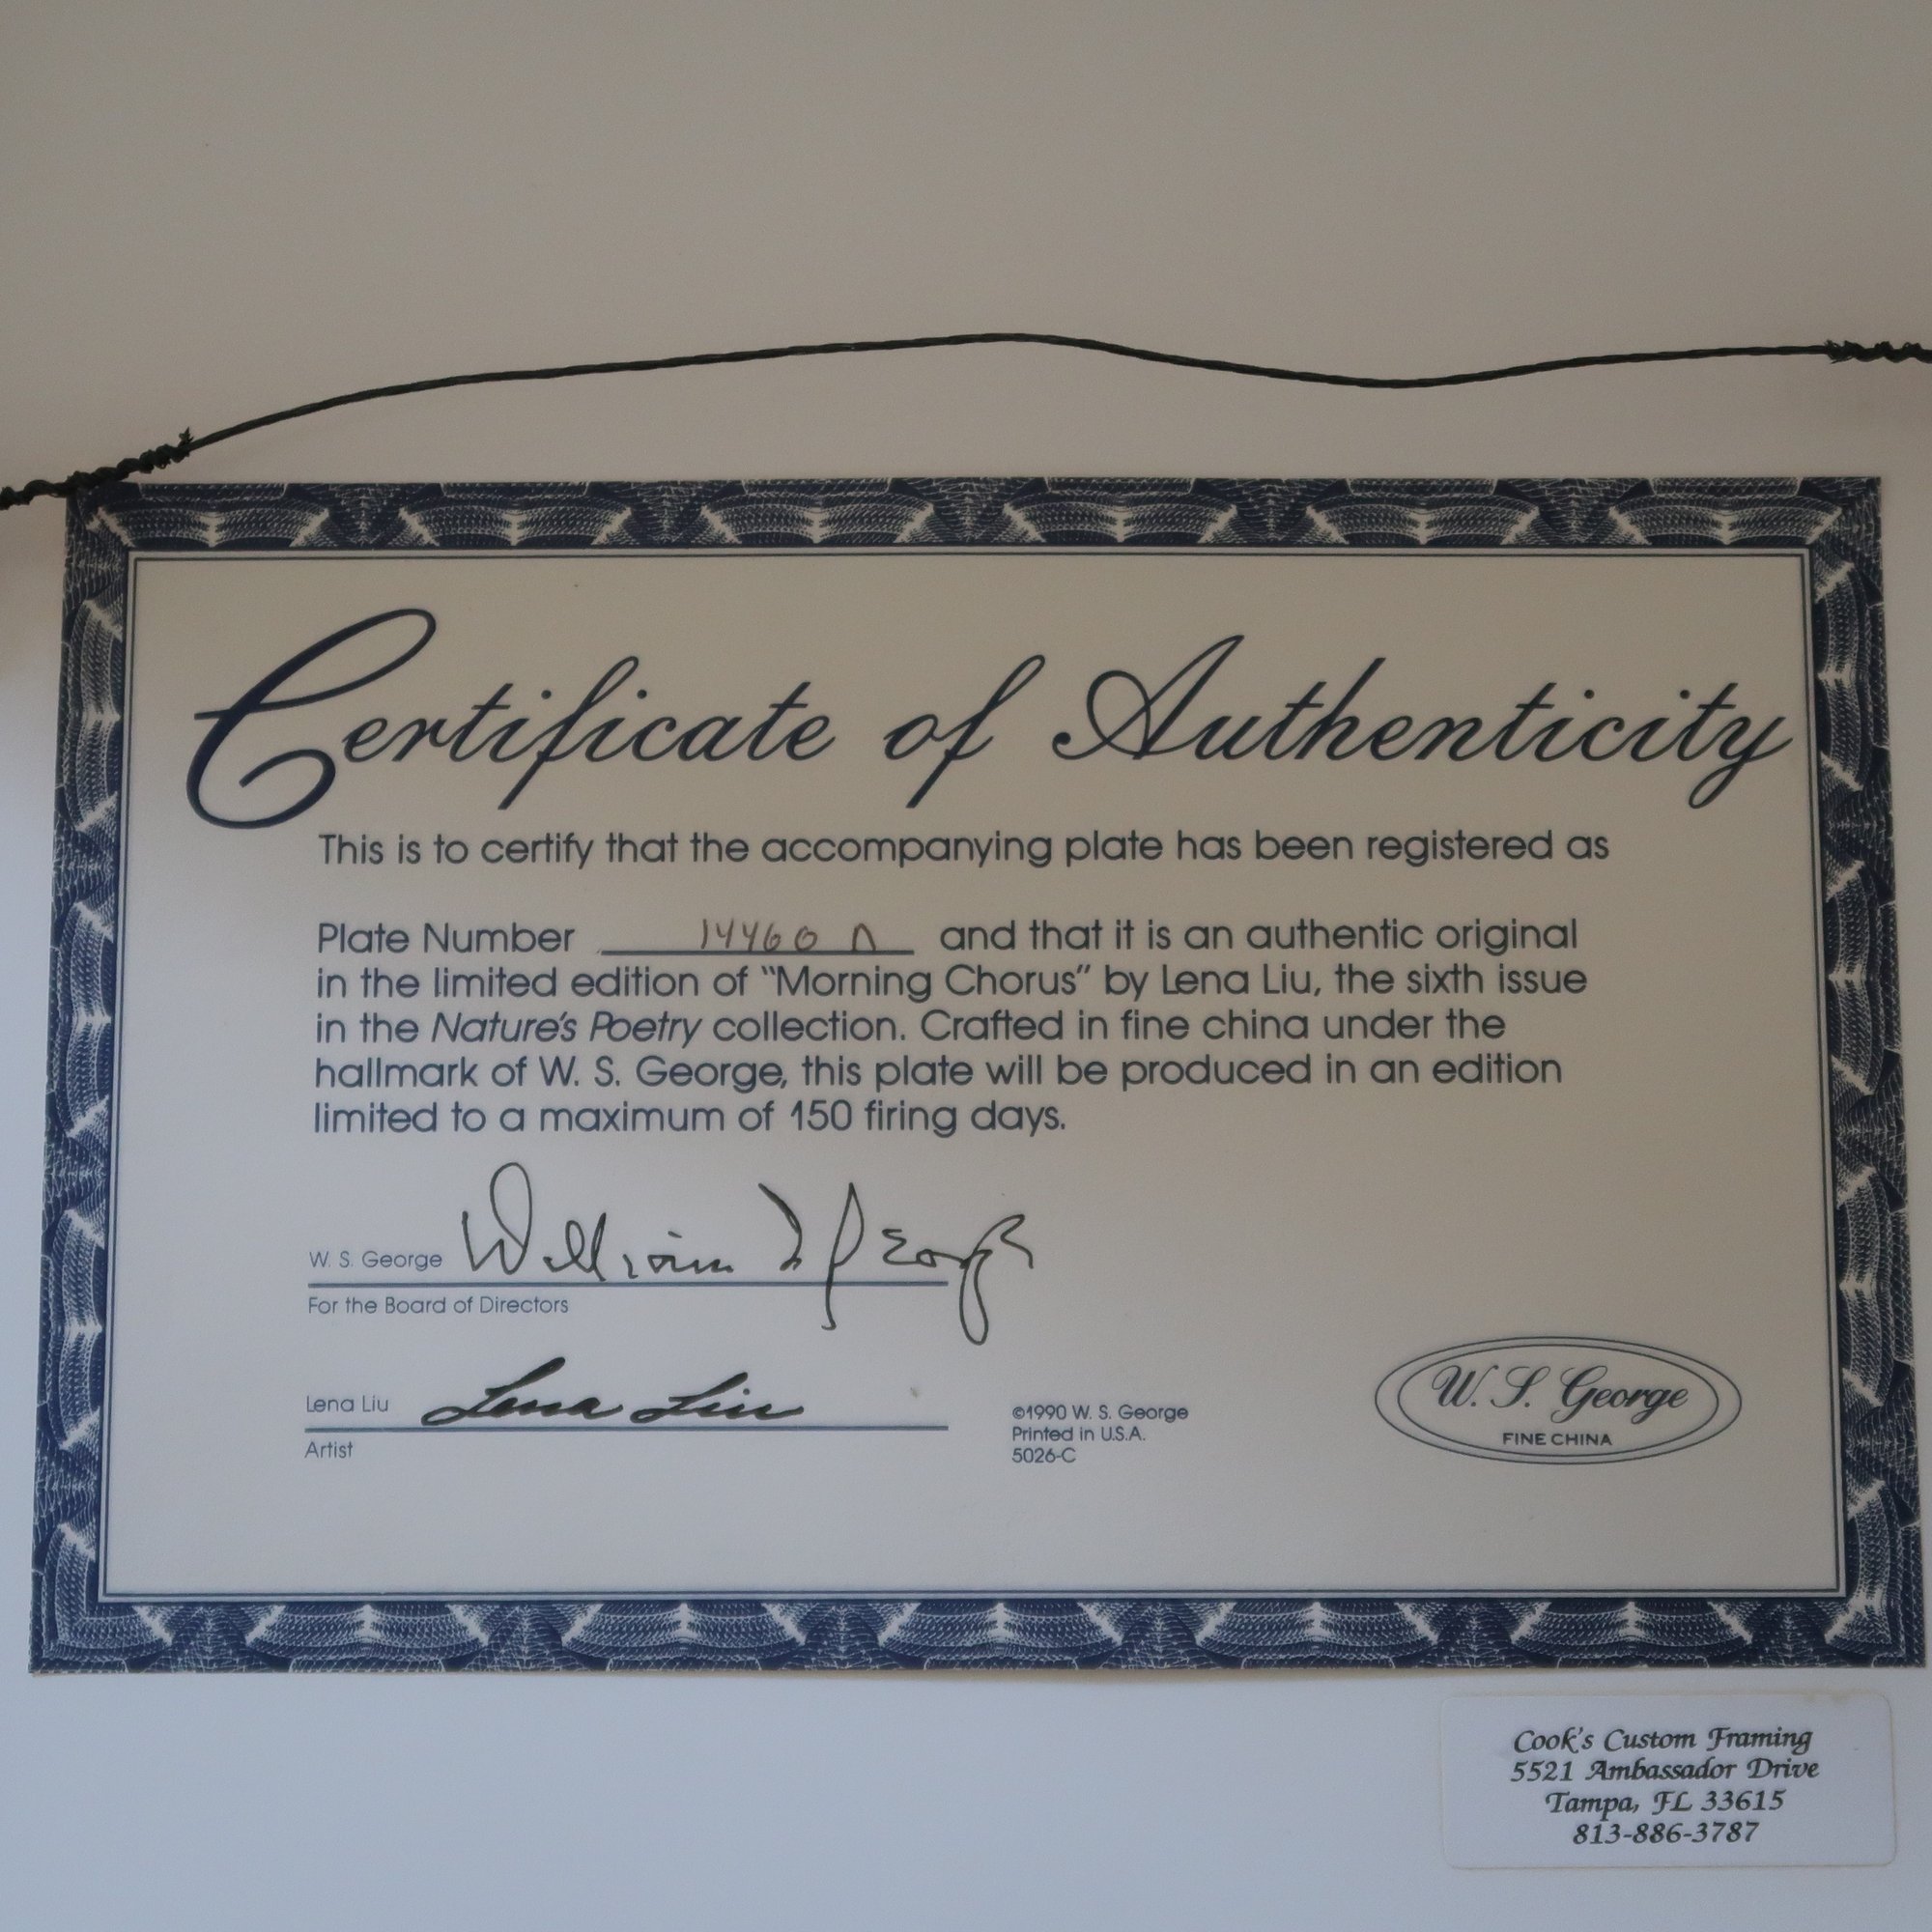 Certificate of Authenticity
This is to certify that the accompanying plate has been registered as
Plate Number 14460 and that it is an authentic original
in the limited edition of "Morning Chorus" by Lena Liu, the sixth issue
in the Nature's Poetry collection. Crafted in fine china under the
hallmark of W. S. George, this plate will be produced in an edition
limited to a maximum of 150 firing days.
W. S. George William George
For the Board of Directors
Lena Liu Lena Liu
Artist
©1990 W. S. George
Printed in U.S.A.
5026-C
W. S. George
FINE CHINA
Cook's Custom Framing
5521 Ambassador Drive
Tampa, FL 33615
813-886-3787